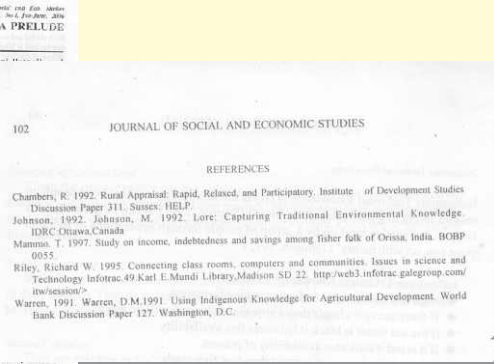 A PRELUDE
102 JOURNAL OF SOCIAL AND ECONOMIC STUDIES
REFERENCES
Chambers, R. 1992. Rural Appraisal: Rapid, Relaxed, and Participatory. Institute of Development Studies
Discussion Paper 311. Sussex: HELP.
Johnson, 1992. Johnson, M. 1992. Lore: Capturing Traditional Environmental Knowledge.
IDRC Ottawa,Canada
Mammo. T. 1997. Study on income, indebtedness and savings among fisher folk of Orissa, India. BOBP
0055.
Riley, Richard W. 1995. Connecting class rooms, computers and communities. Issues in science and
Technology Infotrac.49.Karl E.Mundi Library,Madison SD 22. http:/web3.infotrac.galegroup.com/
itw/session/>
Warren, 1991. Warren, D.M.1991. Using Indigenous Knowledge for Agricultural Development. World
Bank Discussion Paper 127. Washington, D.C.